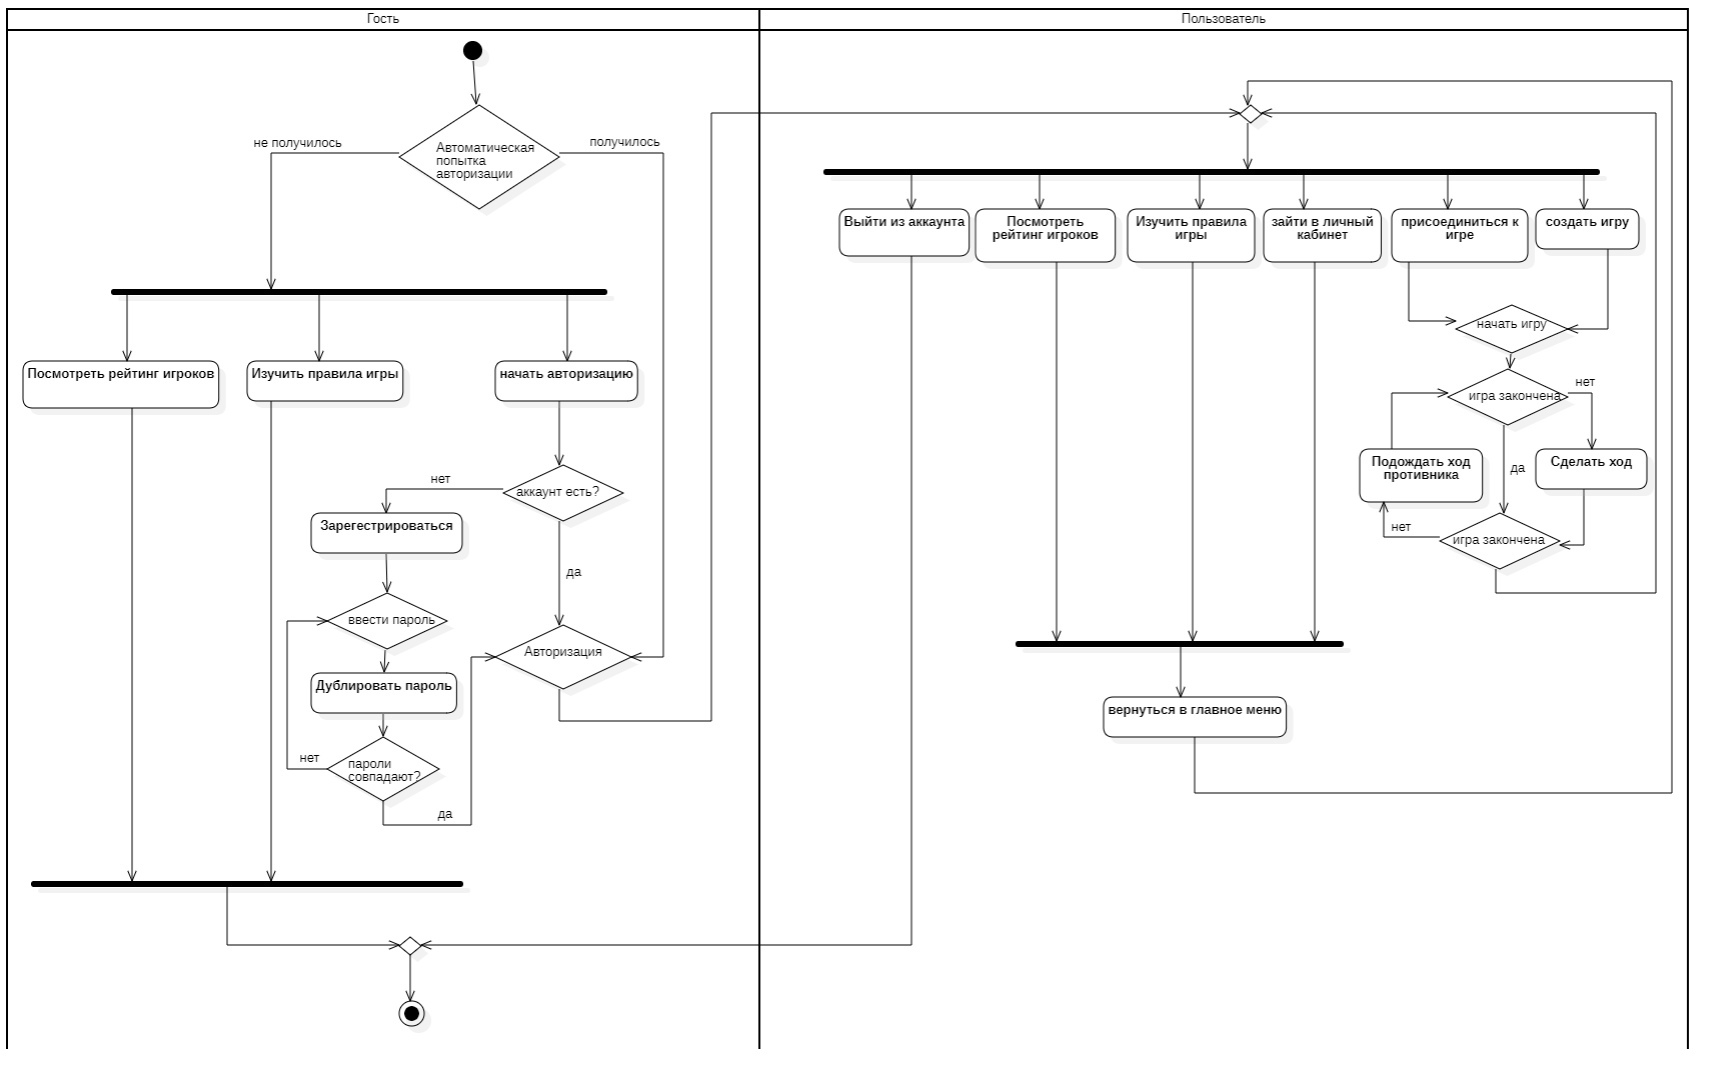 Гость
Пользователь
Автоматическая
попытка
авторизации
не получилось
получилось
Посмотреть рейтинг игроков
Изучить правила игры
начать авторизацию
аккаунт есть?
нет
да
Зарегестрироваться
ввести пароль
Дублировать пароль
пароли
совпадают?
нет
да
Авторизация
Выйти из аккаунта
Посмотреть
рейтинг игроков
Изучить правила
игры
зайти в личный
кабинет
присоединиться к
игре
создать игру
начать игру
игра закончена
нет
да
Подождать ход
противника
Сделать ход
игра закончена
нет
вернуться в главное меню